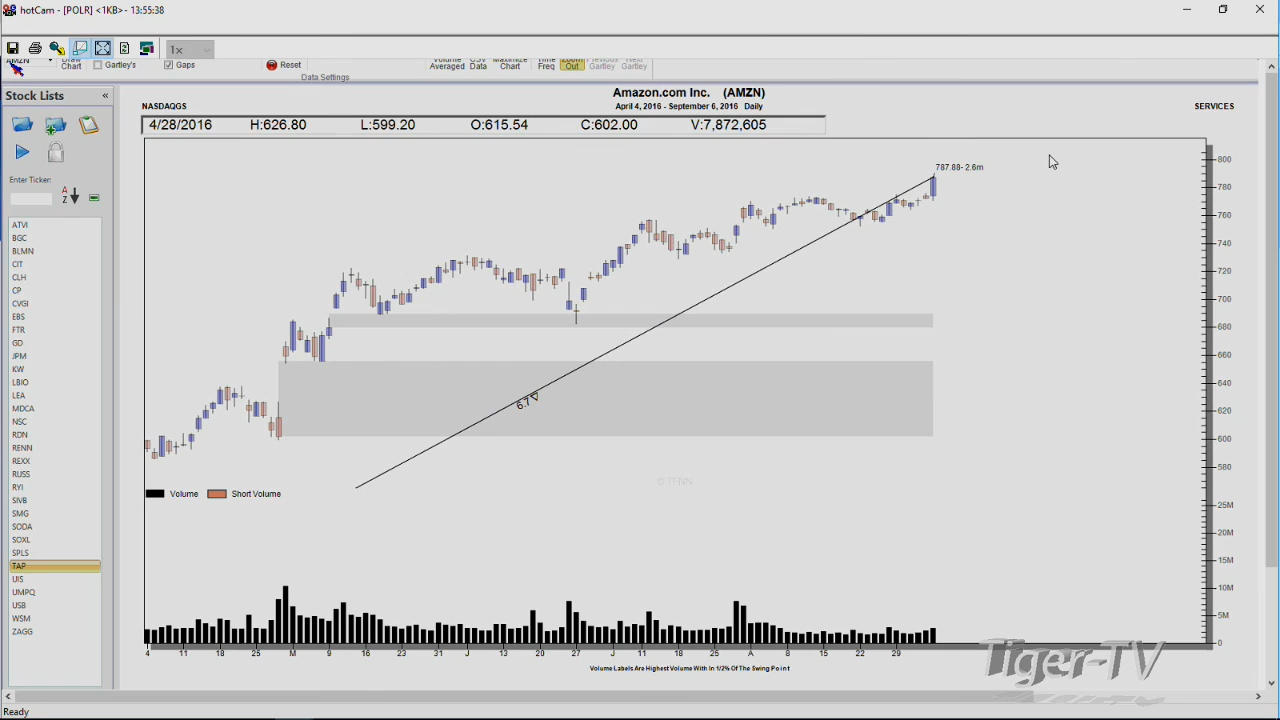 hotCam - [POLR] <1KB> - 13:55:38
1x
AMZN
Draw Chart
Gartley's
Gaps
Reset
Data Settings
Volume Averaged
CSV Data
Maximize Chart
Time Freq
Zoom Out
Previous Gartley
Next Gartley
Stock Lists «
Amazon.com Inc. (AMZN)
NASDAQGS
April 4, 2016 - September 6, 2016 Daily
SERVICES
4/28/2016 H:626.80 L:599.20 O:615.54 C:602.00 V:7,872,605
Enter Ticker:
A
Z
ATVI
BGC
BLMN
CIT
CLH
CP
CVGI
EBS
FTR
GD
JPM
KW
LBIO
LEA
MDCA
NSC
RDN
RENN
REXX
RUSS
RYI
SIVB
SMG
SODA
SOXL
SPLS
TAP
UIS
UMPQ
USB
WSM
ZAGG
787.88- 2.6m
6.7
© TFNN
Volume
Short Volume
800
780
760
740
720
700
680
660
640
620
600
580
25M
20M
15M
10M
5M
0
4 11 18 25 M 9 16 23 31 J 13 20 27 J 11 18 25 A 8 15 22 29
Volume Labels Are Highest Volume With In 1/2% Of The Swing Point
Tiger-TV
Ready